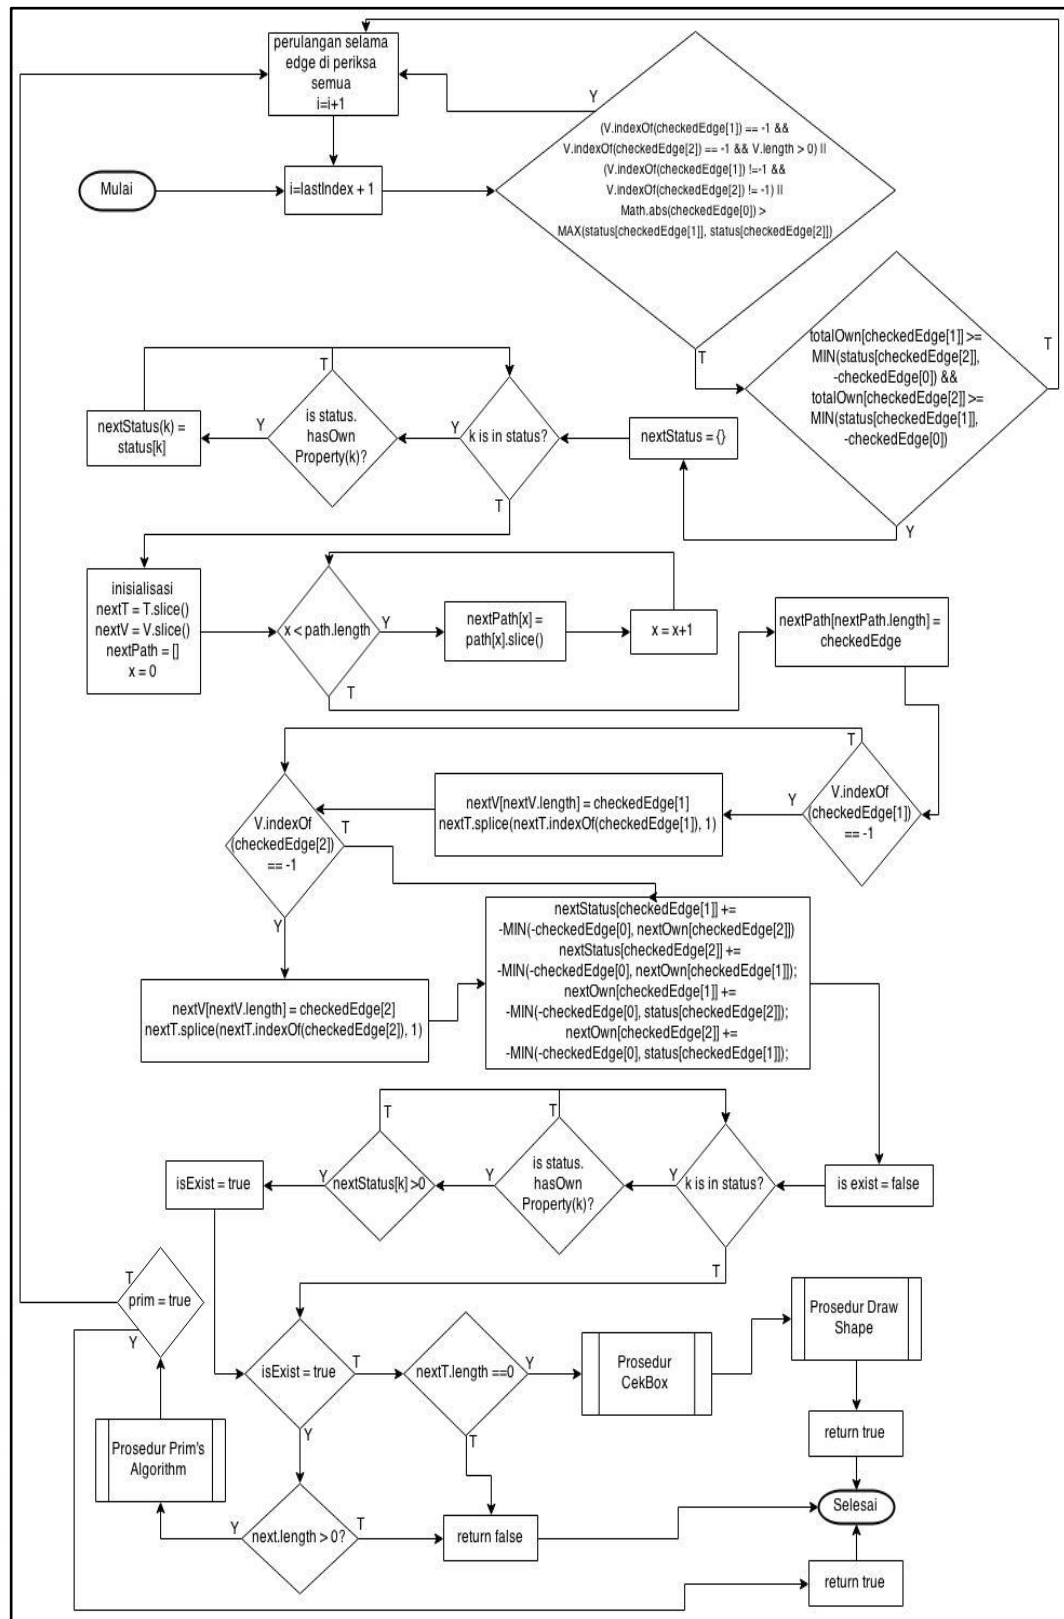 perulangan selama
edge di periksa
semua
i=i+1
Mulai
i=lastIndex + 1
Y
(V.indexOf(checkedEdge[1]) == -1 &&
V.indexOf(checkedEdge[2]) == -1 && V.length > 0) ||
(V.indexOf(checkedEdge[1]) !=-1 &&
V.indexOf(checkedEdge[2]) != -1) ||
Math.abs(checkedEdge[0]) >
MAX(status[checkedEdge[1]], status[checkedEdge[2]])
T
totalOwn[checkedEdge[1]] >=
MIN(status[checkedEdge[2]],
-checkedEdge[0]) &&
totalOwn[checkedEdge[2]] >=
MIN(status[checkedEdge[1]],
-checkedEdge[0])
T
Y
nextStatus = {}
k is in status?
Y
T
is status.
hasOwn
Property(k)?
T
Y
nextStatus(k) =
status[k]
inisialisasi
nextT = T.slice()
nextV = V.slice()
nextPath = []
x = 0
x < path.length
Y
T
nextPath[x] =
path[x].slice()
x = x+1
nextPath[nextPath.length] =
checkedEdge
T
V.indexOf
(checkedEdge[1])
== -1
Y
nextV[nextV.length] = checkedEdge[1]
nextT.splice(nextT.indexOf(checkedEdge[1]), 1)
V.indexOf
(checkedEdge[2])
== -1
T
Y
nextV[nextV.length] = checkedEdge[2]
nextT.splice(nextT.indexOf(checkedEdge[2]), 1)
nextStatus[checkedEdge[1]] +=
-MIN(-checkedEdge[0], nextOwn[checkedEdge[2]])
nextStatus[checkedEdge[2]] +=
-MIN(-checkedEdge[0], nextOwn[checkedEdge[1]]);
nextOwn[checkedEdge[1]] +=
-MIN(-checkedEdge[0], status[checkedEdge[2]]);
nextOwn[checkedEdge[2]] +=
-MIN(-checkedEdge[0], status[checkedEdge[1]]);
is exist = false
k is in status?
Y
T
is status.
hasOwn
Property(k)?
T
Y
nextStatus[k] >0
T
Y
isExist = true
T
prim = true
Y
isExist = true
T
Y
nextT.length ==0
Y
T
Prosedur
CekBox
Prosedur Draw
Shape
return true
Selesai
Prosedur Prim's
Algorithm
Y
next.length > 0?
T
return false
return true